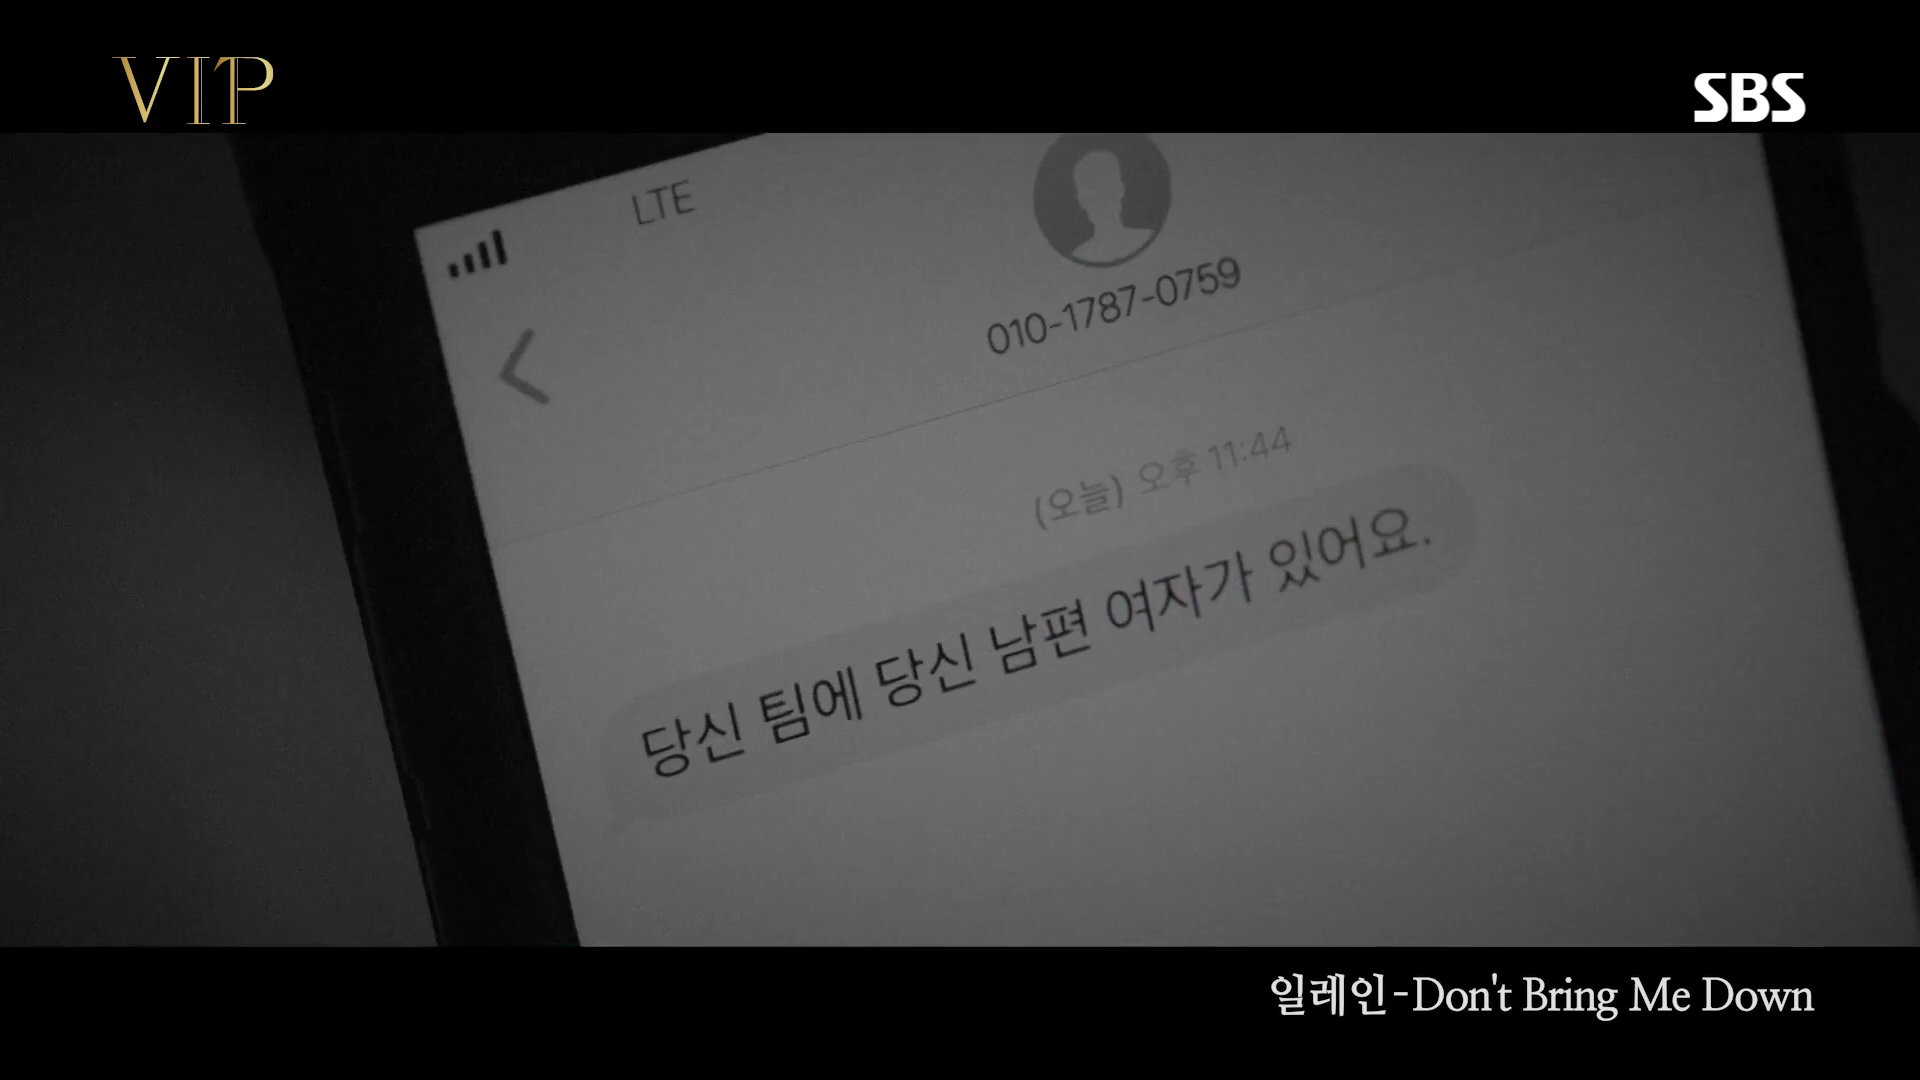 VIP
SBS
LTE
010-1787-0759
(오늘) 오후 11:44
당신 팀에 당신 남편 여자가 있어요.
일레인-Don't Bring Me Down